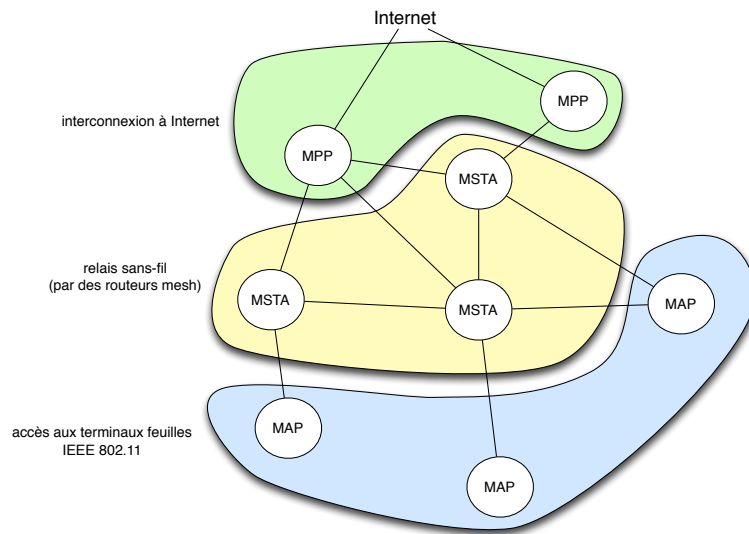 Internet
MPP
interconnexion à Internet
MPP
MSTA
relais sans-fil
(par des routeurs mesh)
MSTA
MSTA
MAP
accès aux terminaux feuilles
IEEE 802.11
MAP
MAP